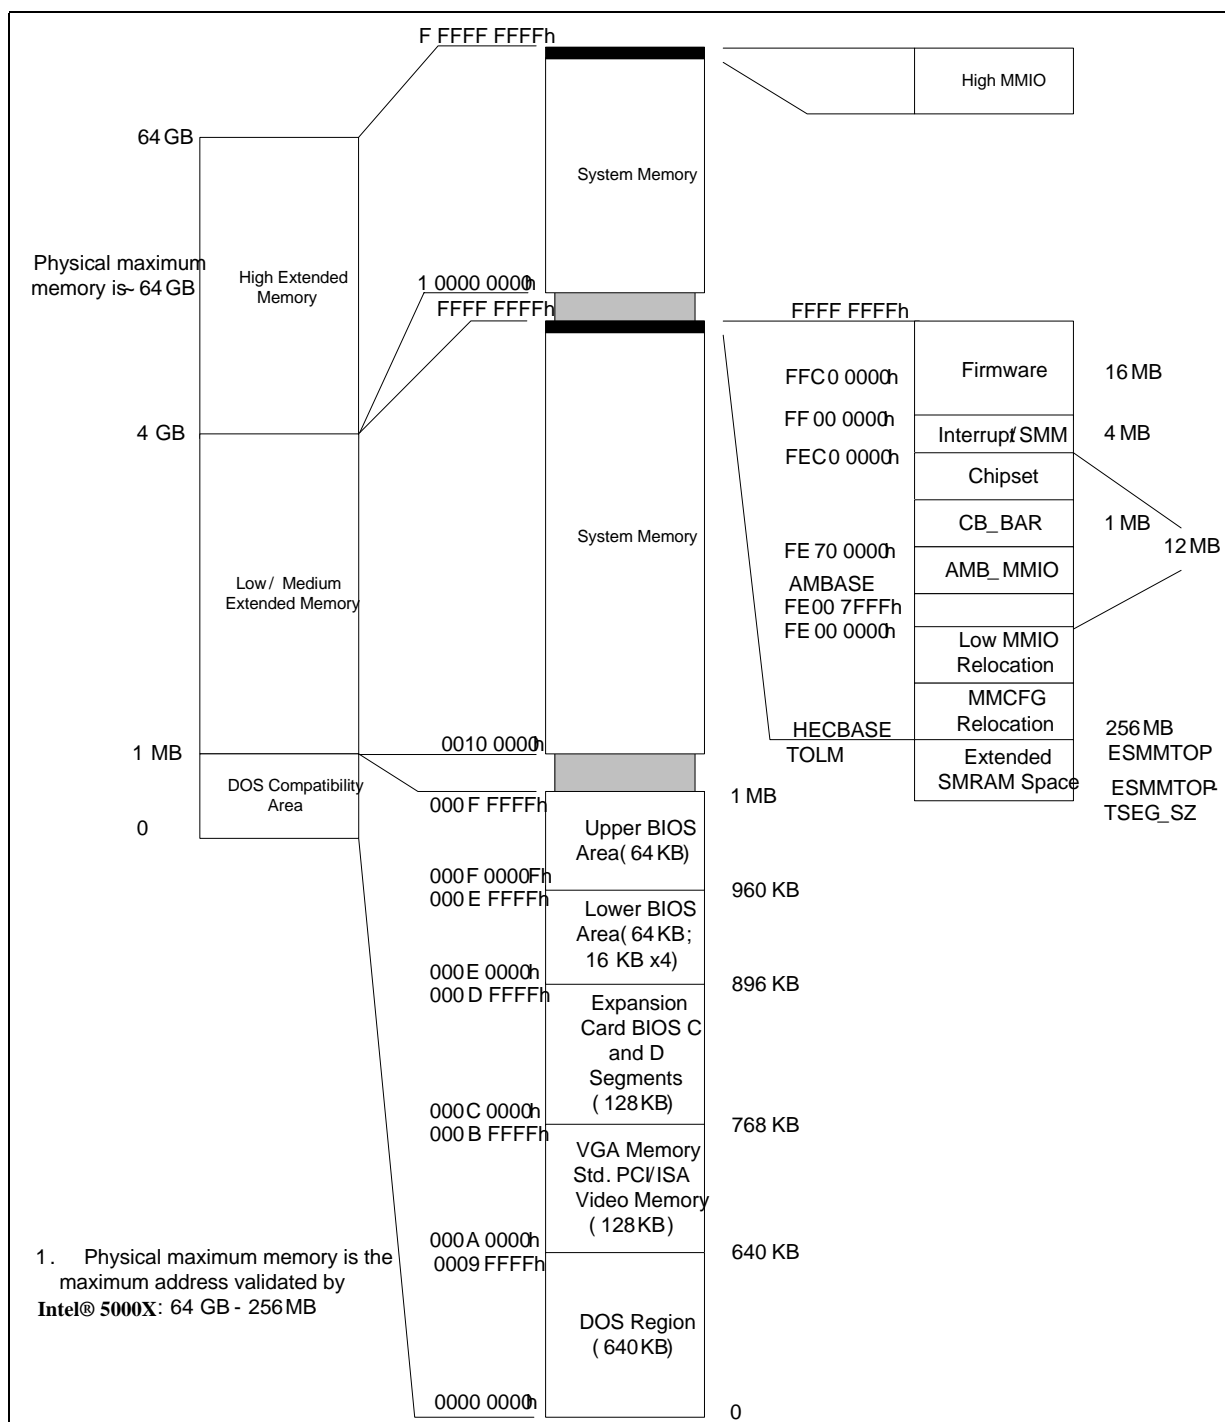 F FFFF FFFFh
High MMIO
64 GB
System Memory
Physical maximum
memory is~ 64 GB
High Extended
Memory
1 0000 0000h
FFFF FFFFh
FFFF FFFFh
Firmware
16 MB
FFC0 0000h
FF 00 0000h
4 GB
Interrupt/ SMM
4 MB
FEC0 0000h
Chipset
CB_BAR
1 MB
12 MB
System Memory
FE 70 0000h
AMB_MMIO
AMBASE
Low / Medium
Extended Memory
FE00 7FFFh
FE 00 0000h
Low MMIO
Relocation
MMCFG
Relocation
HECBASE
256 MB
TOLM
ESMMTOP
0010 0000h
1 MB
Extended
SMRAM Space
ESMMTOP-
TSEG_SZ
DOS Compatibility
Area
000F FFFFh
1 MB
0
Upper BIOS
Area( 64 KB)
000F 0000Fh
000E FFFFh
960 KB
Lower BIOS
Area( 64 KB;
16 KB x4)
000E 0000h
000D FFFFh
896 KB
Expansion
Card BIOS C
and D
Segments
( 128 KB)
000C 0000h
000B FFFFh
768 KB
VGA Memory
Std. PCI/ISA
Video Memory
( 128 KB)
000A 0000h
0009 FFFFh
640 KB
1 . Physical maximum memory is the
maximum address validated by
Intel® 5000X: 64 GB - 256 MB
DOS Region
( 640 KB)
0000 0000h
0